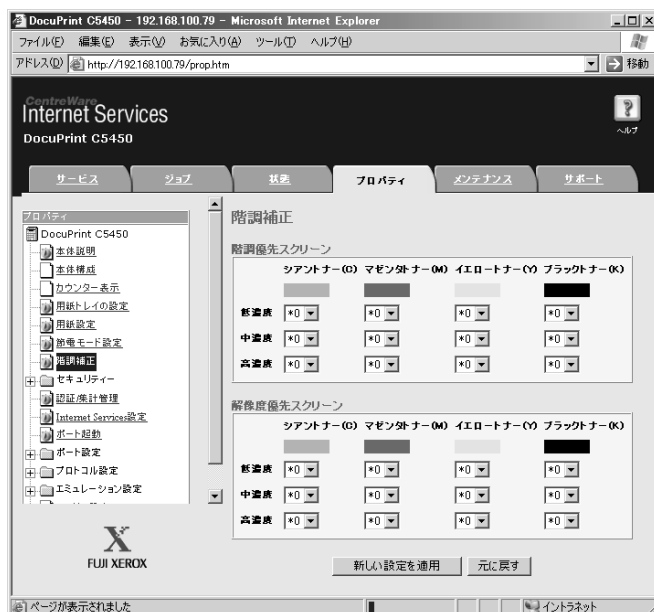 DocuPrint C5450 - 192.168.100.79 - Microsoft Internet Explorer
ファイル(F) 編集(E) 表示(V) お気に入り(A) ツール(T) ヘルプ(H)
アドレス(D) http://192.168.100.79/prop.htm 移動
CentreWare
Internet Services
DocuPrint C5450
ヘルプ
サービス ジョブ 状態 プロパティ メンテナンス サポート
プロパティ
DocuPrint C5450
本体説明
本体構成
カウンター表示
用紙トレイの設定
用紙設定
節電モード設定
階調補正
セキュリティー
認証/集計管理
Internet Services設定
ポート起動
ポート設定
プロトコル設定
エミュレーション設定
FUJI XEROX
階調補正
階調優先スクリーン
シアントナー(C) マゼンタトナー(M) イエロートナー(Y) ブラックトナー(K)
低濃度 *0 *0 *0 *0
中濃度 *0 *0 *0 *0
高濃度 *0 *0 *0 *0
解像度優先スクリーン
シアントナー(C) マゼンタトナー(M) イエロートナー(Y) ブラックトナー(K)
低濃度 *0 *0 *0 *0
中濃度 *0 *0 *0 *0
高濃度 *0 *0 *0 *0
新しい設定を適用 元に戻す
ページが表示されました イントラネット